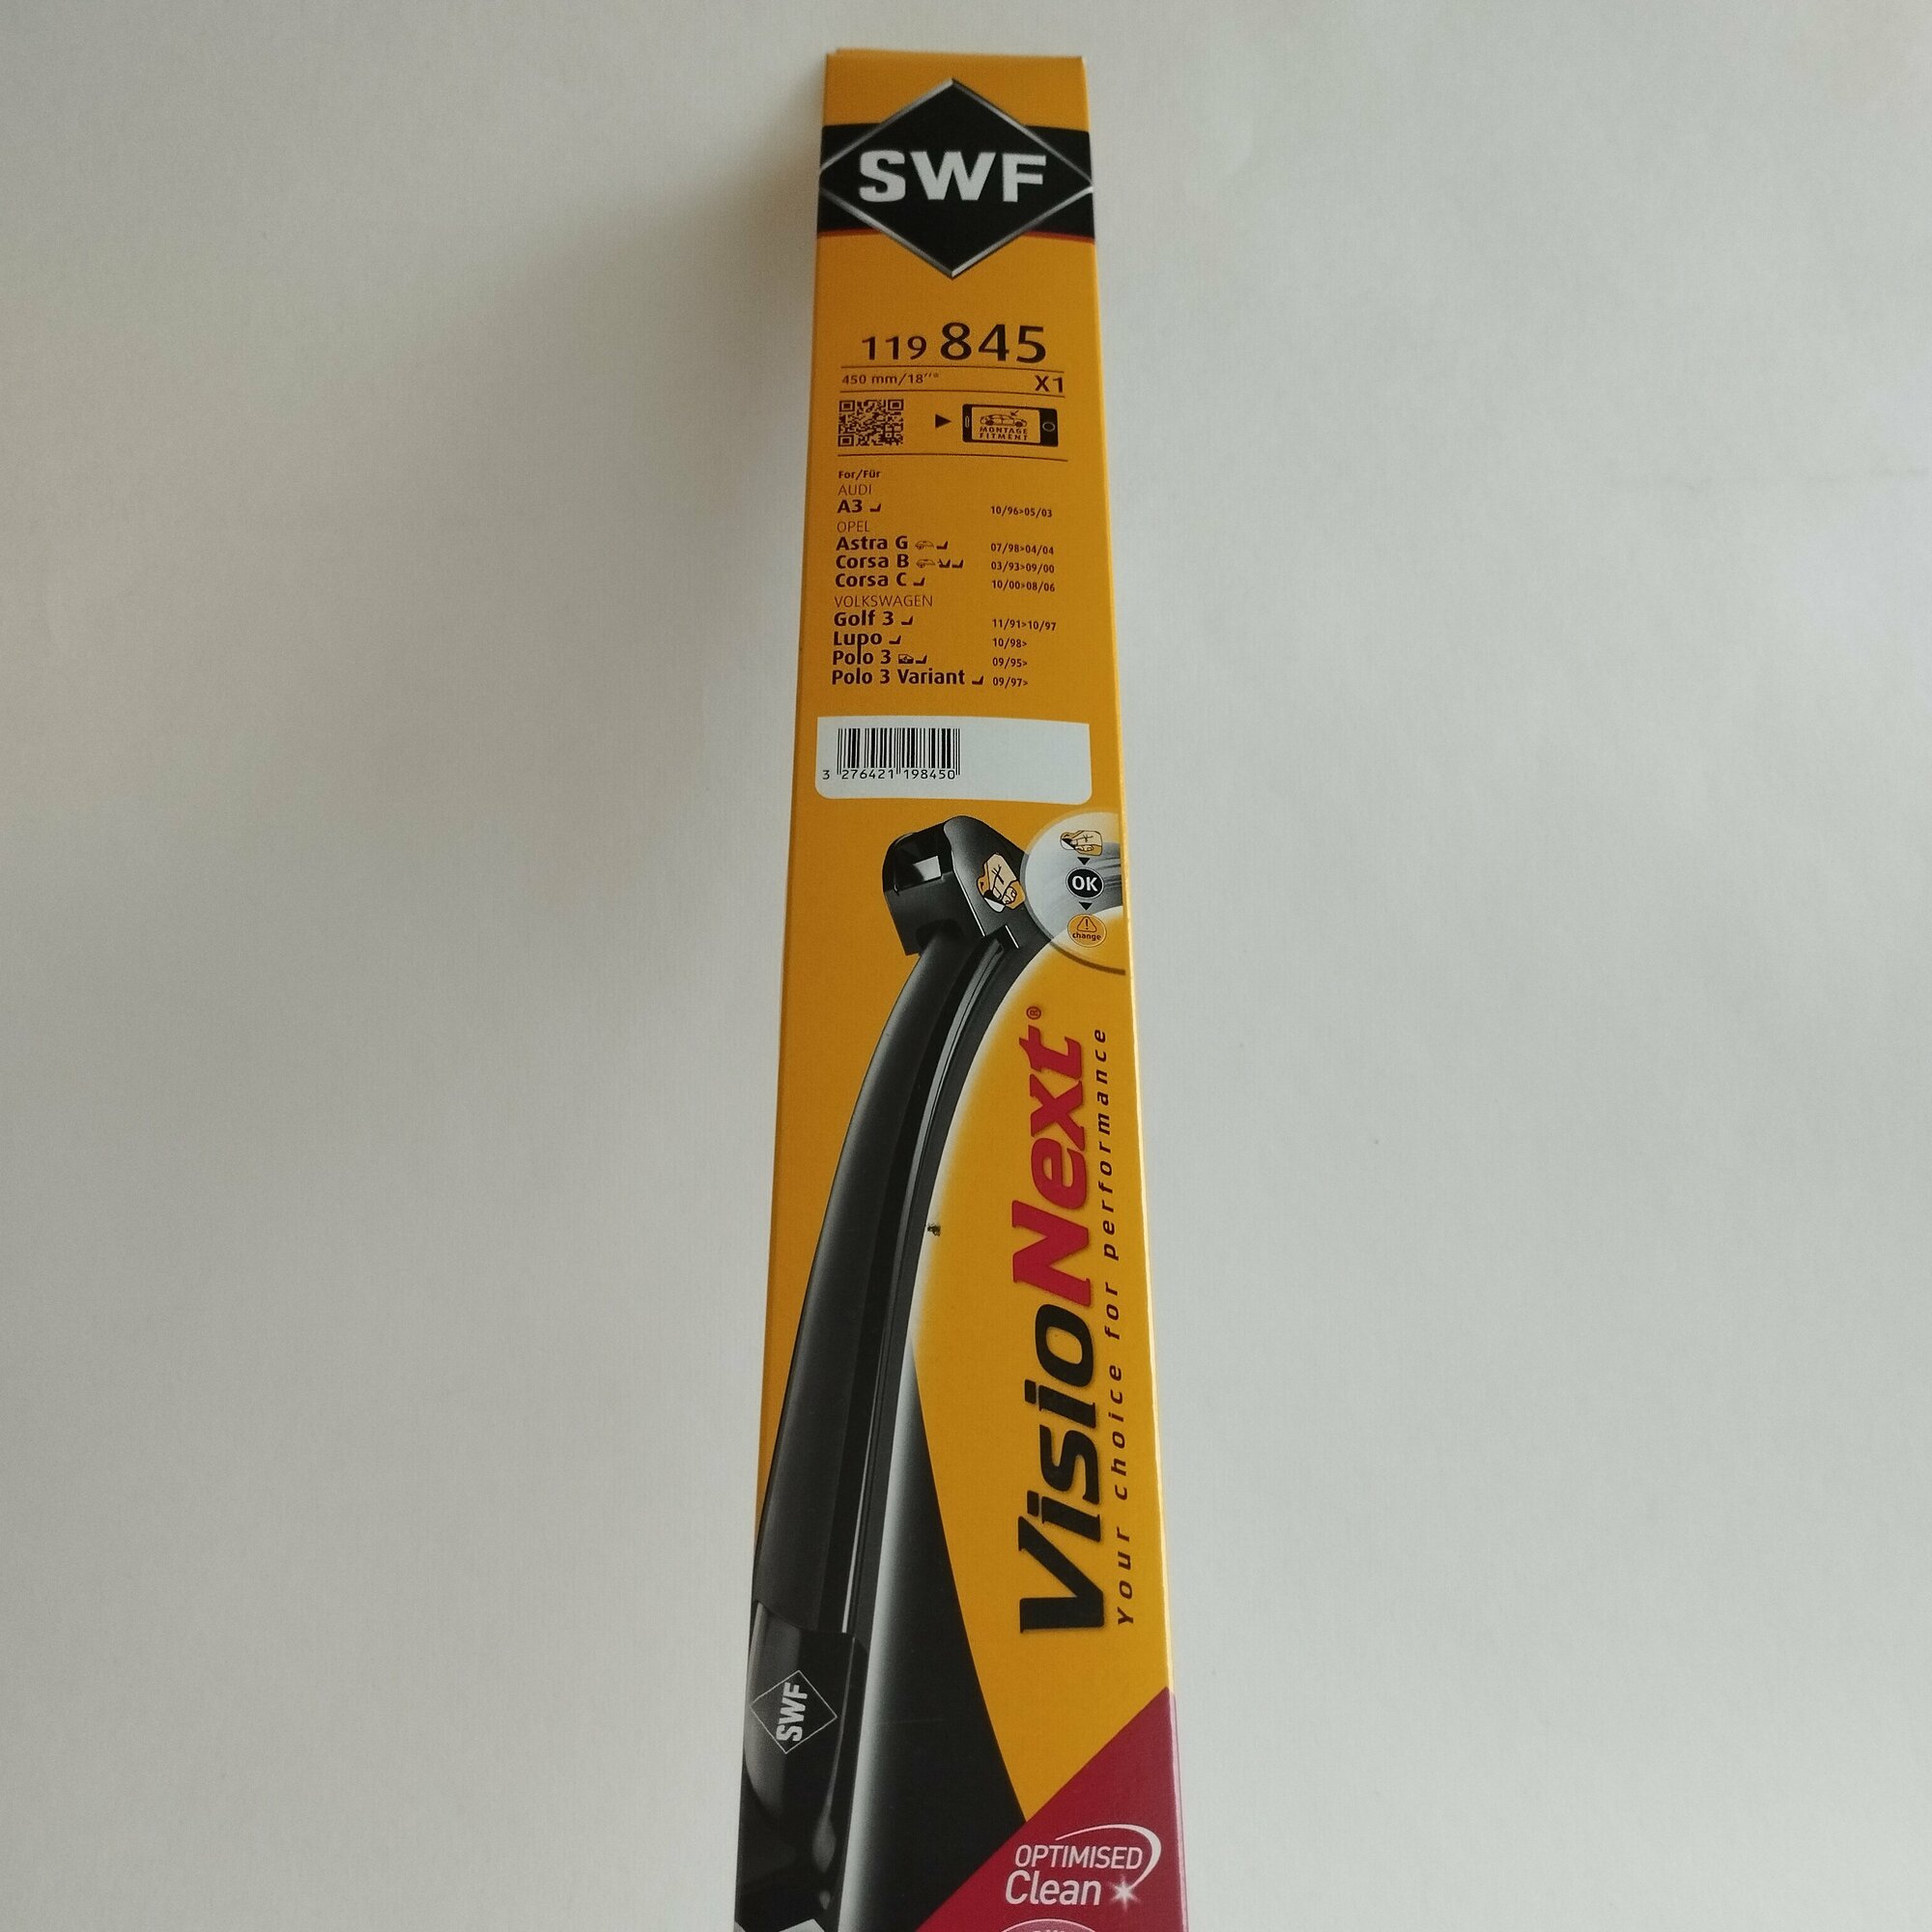 SWF
119 845
450 mm/18''* X1
MONTAGE
FITMENT
For/Für
AUDI
A3 10/96>05/03
OPEL
Astra G 07/98>04/04
Corsa B 03/93>09/00
Corsa C 10/00>08/06
VOLKSWAGEN
Golf 3 11/91>10/97
Lupo 10/98>
Polo 3 09/95>
Polo 3 Variant 09/97>
3 276421 198450
OK
change
VisioNext®
Your choice for performance
SWF
OPTIMISED
Clean